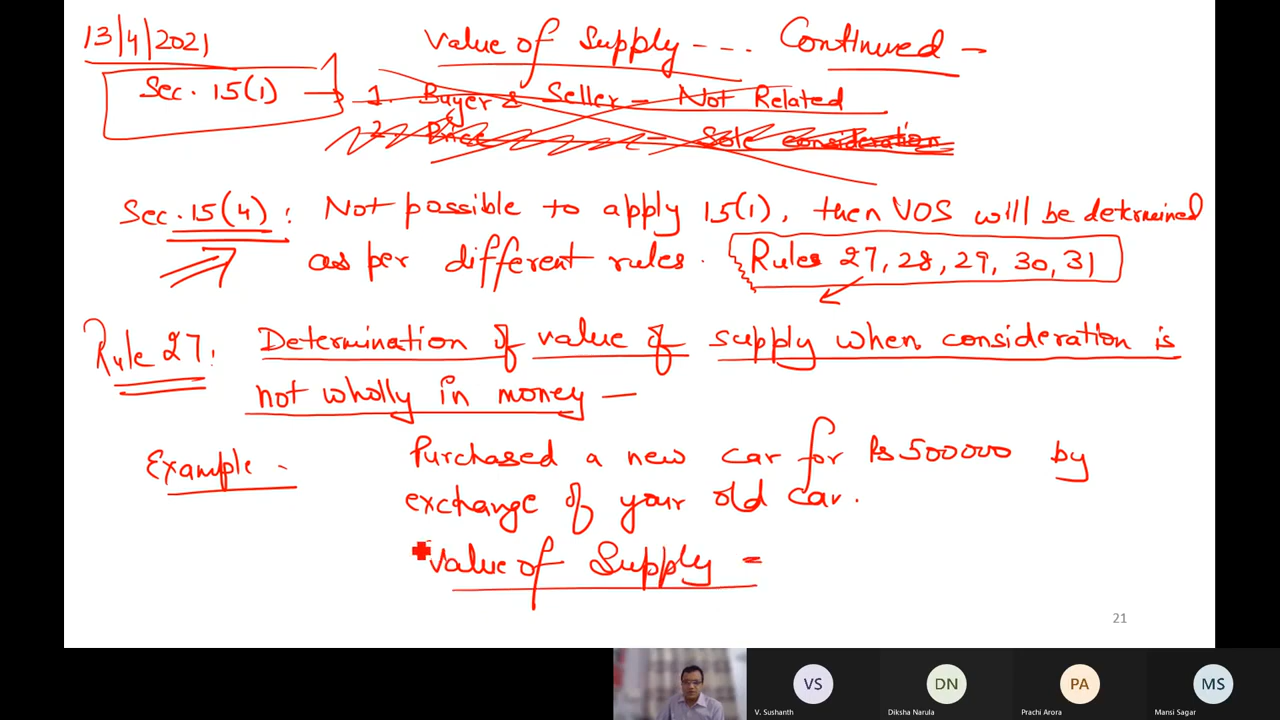 13/4/2021
Value of Supply --- Continued -
Sec. 15(1) → 1. Buyer & Seller - Not Related
2. Price - Sole consideration
Sec. 15(4) : Not possible to apply 15(1), then VOS will be determined
as per different rules. Rules 27, 28, 29, 30, 31
Rule 27: Determination of value of supply when consideration is
not wholly in money —
Example - Purchased a new car for Rs 500000 by
exchange of your old car.
Value of Supply =
21
VS DN PA MS
V. Sushanth Diksha Narula Prachi Arora Mansi Sagar